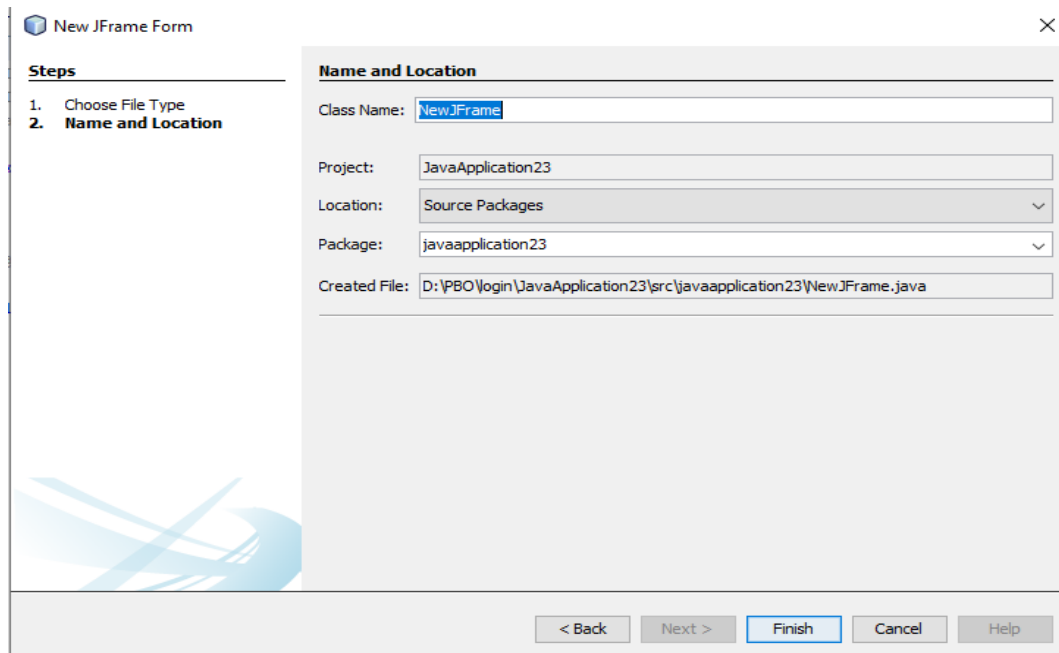 New JFrame Form
Steps
1. Choose File Type
2. Name and Location
Name and Location
Class Name: NewJFrame
Project: JavaApplication23
Location: Source Packages
Package: javaapplication23
Created File: D:\PBO\login\JavaApplication23\src\javaapplication23\NewJFrame.java
< Back Next > Finish Cancel Help